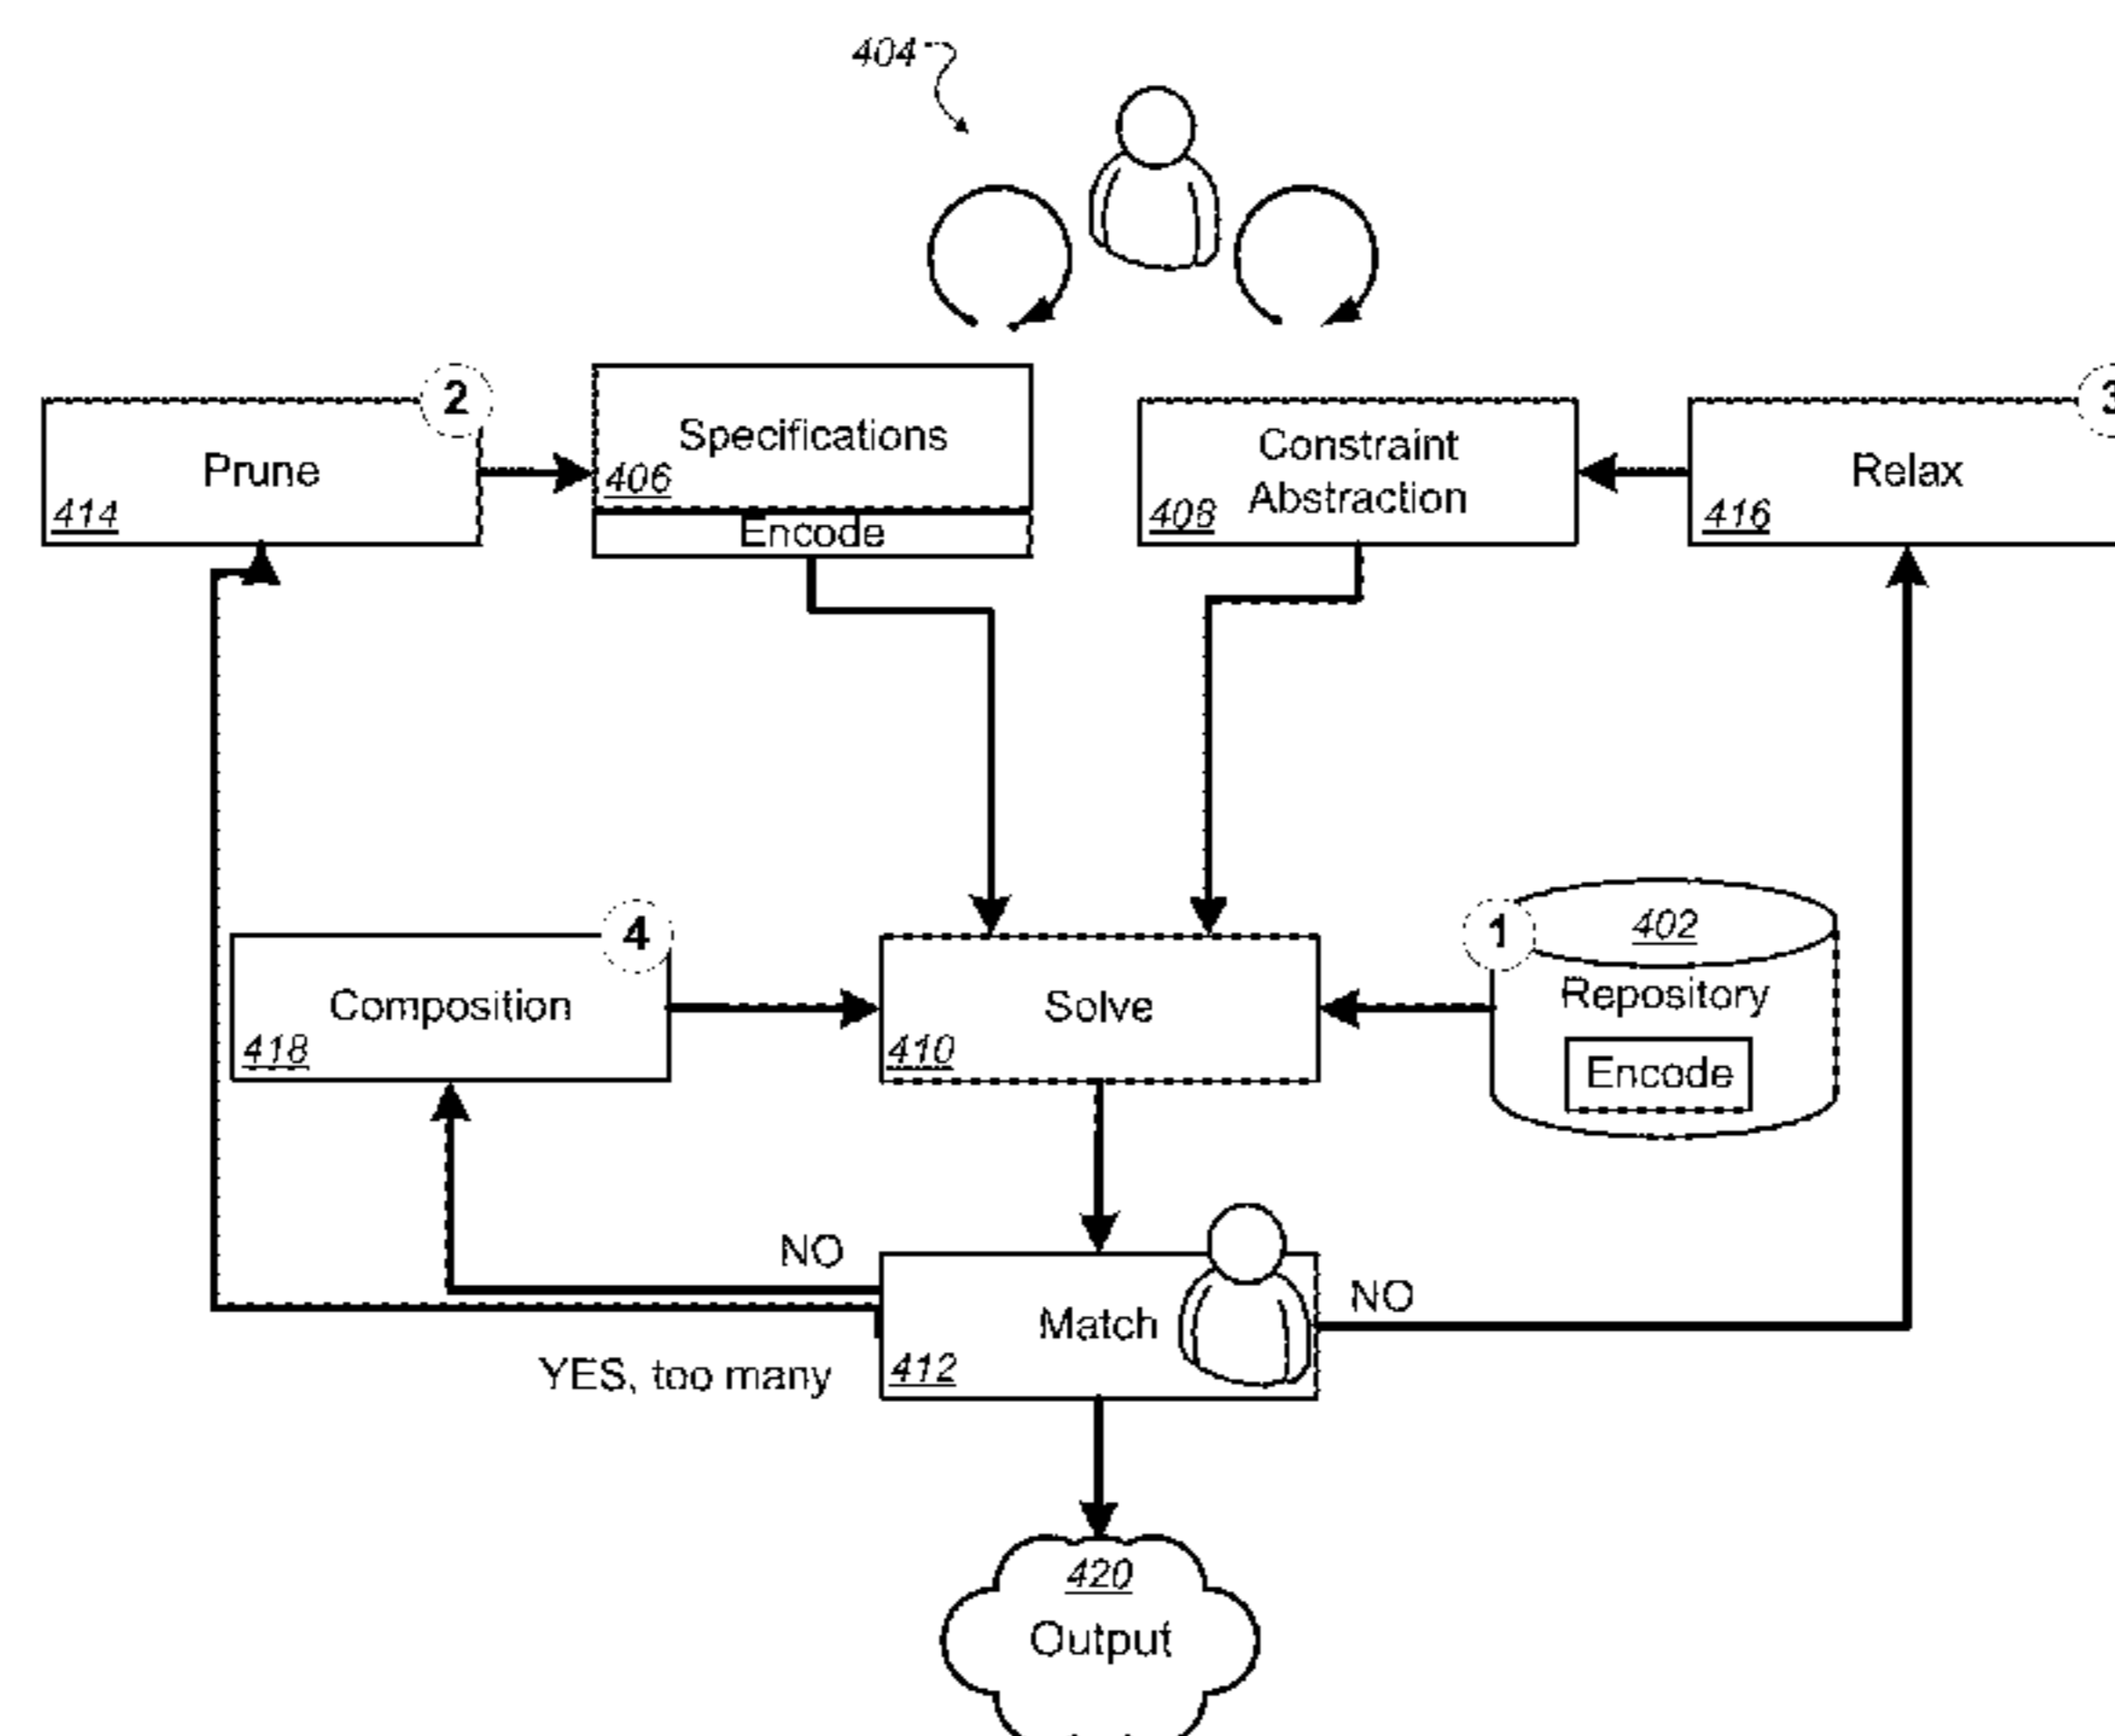 404
2
Specifications
406
Encode
Prune
414
Constraint
Abstraction
408
3
Relax
416
4
Composition
418
Solve
410
1
402
Repository
Encode
NO
Match
412
NO
YES, too many
420
Output